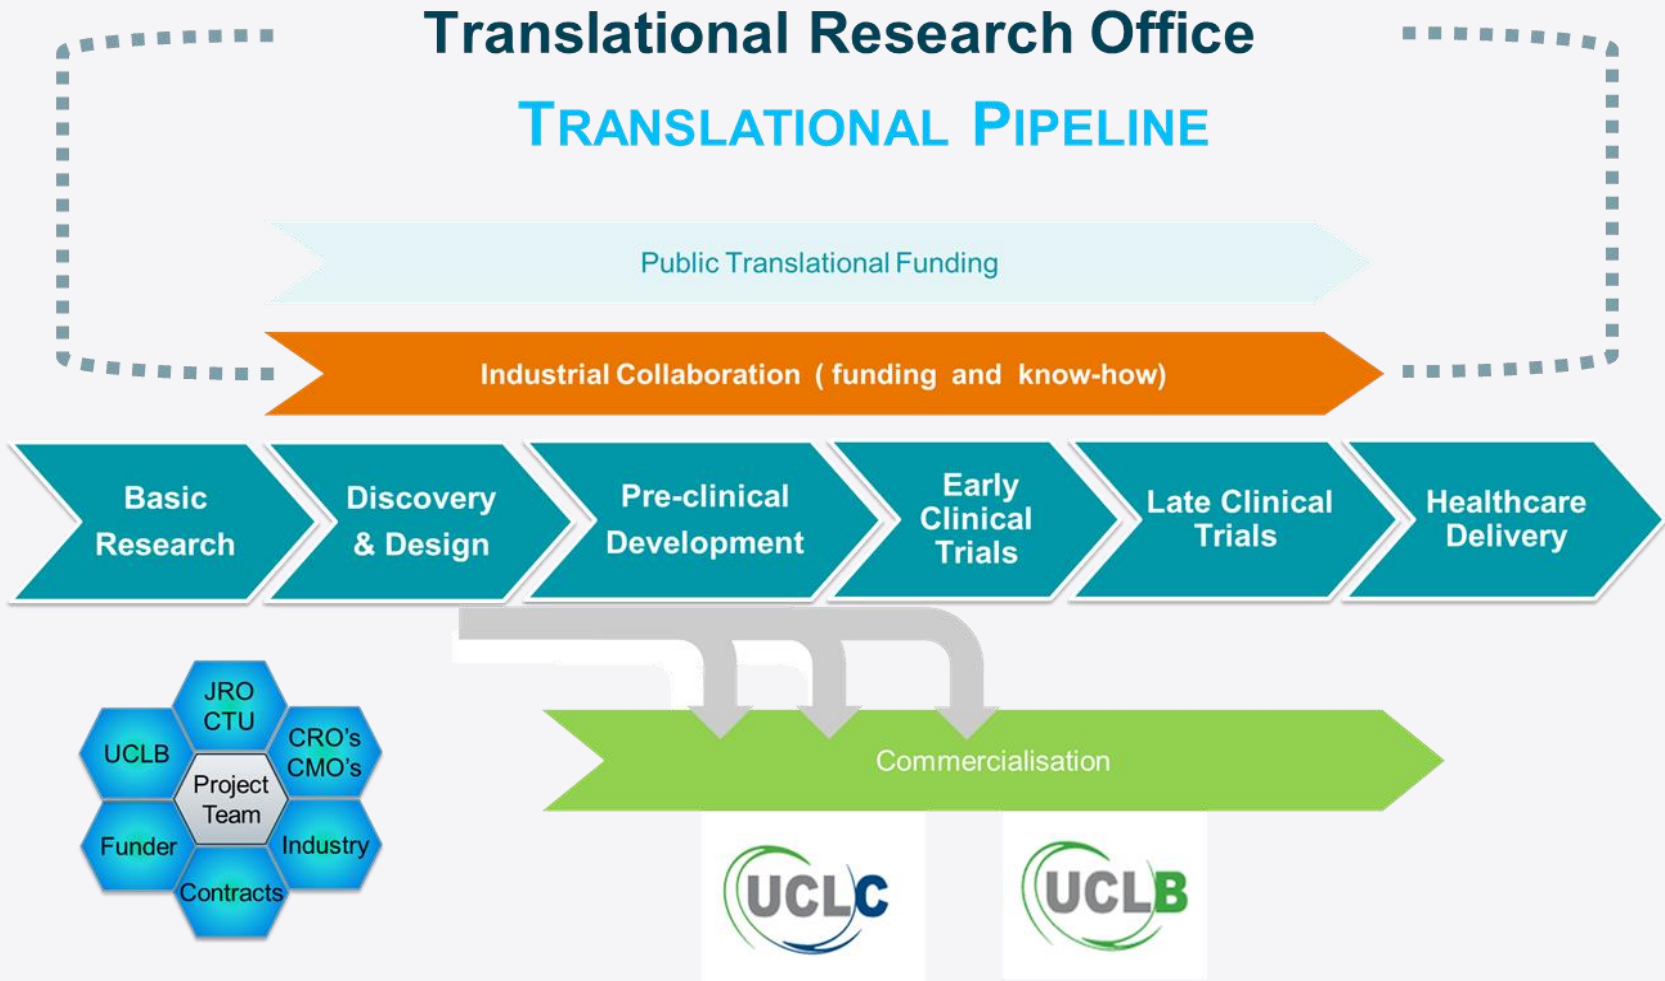 Translational Research Office
TRANSLATIONAL PIPELINE
Public Translational Funding
Industrial Collaboration ( funding and know-how)
Basic
Research
Discovery
& Design
Pre-clinical
Development
Early
Clinical
Trials
Late Clinical
Trials
Healthcare
Delivery
JRO
CTU
UCLB
CRO's
CMO's
Project
Team
Funder
Industry
Contracts
Commercialisation
UCLC
UCLB